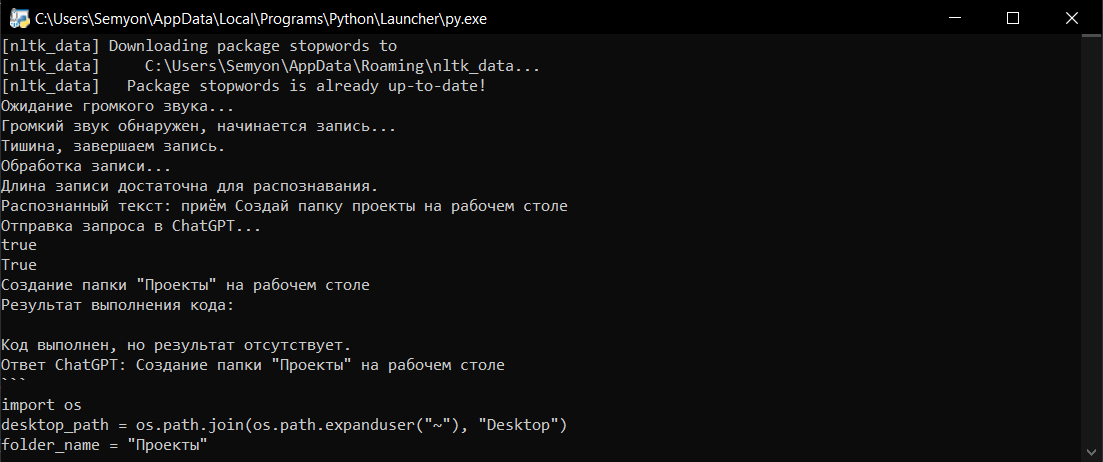 C:\Users\Semyon\AppData\Local\Programs\Python\Launcher\py.exe
[nltk_data] Downloading package stopwords to
[nltk_data]     C:\Users\Semyon\AppData\Roaming\nltk_data...
[nltk_data]   Package stopwords is already up-to-date!
Ожидание громкого звука...
Громкий звук обнаружен, начинается запись...
Тишина, завершаем запись.
Обработка записи...
Длина записи достаточна для распознавания.
Распознанный текст: приём Создай папку проекты на рабочем столе
Отправка запроса в ChatGPT...
true
True
Создание папки "Проекты" на рабочем столе
Результат выполнения кода:
Код выполнен, но результат отсутствует.
Ответ ChatGPT: Создание папки "Проекты" на рабочем столе
```
import os
desktop_path = os.path.join(os.path.expanduser("~"), "Desktop")
folder_name = "Проекты"